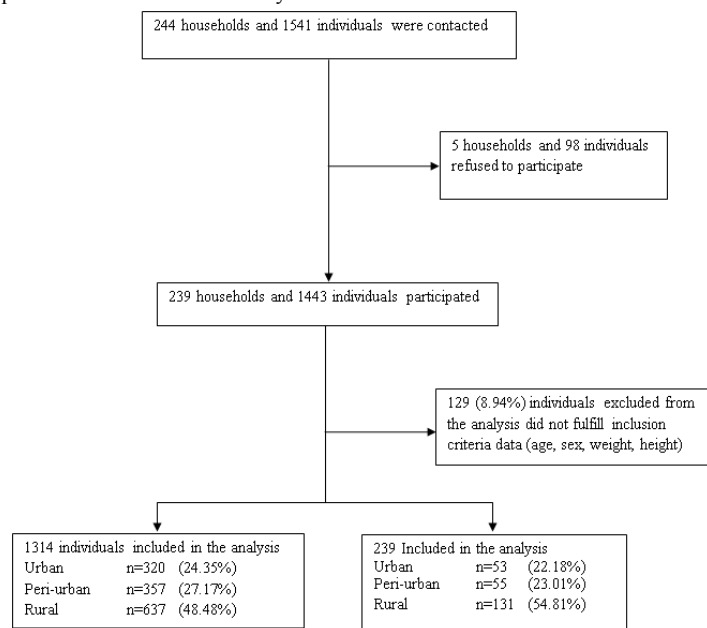 244 households and 1541 individuals were contacted
5 households and 98 individuals
refused to participate
239 households and 1443 individuals participated
129 (8.94%) individuals excluded from
the analysis did not fulfill inclusion
criteria data (age, sex, weight, height)
1314 individuals included in the analysis
Urban n=320 (24.35%)
Peri-urban n=357 (27.17%)
Rural n=637 (48.48%)
239 Included in the analysis
Urban n=53 (22.18%)
Peri-urban n=55 (23.01%)
Rural n=131 (54.81%)